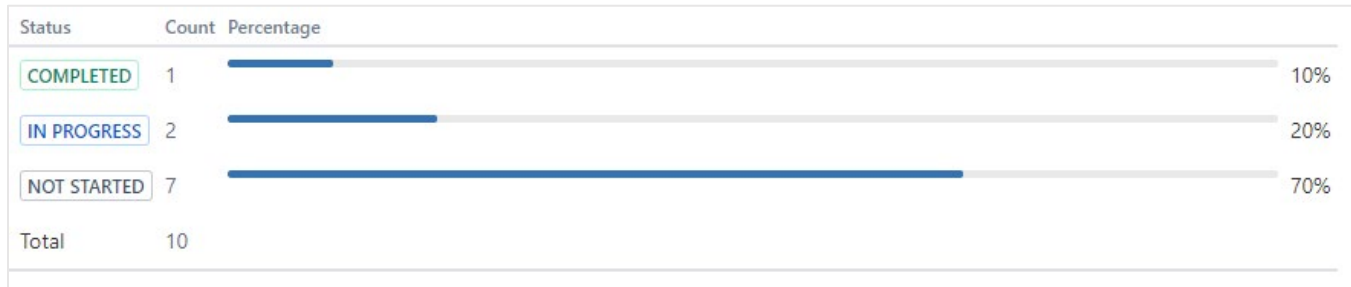 Status Count Percentage
COMPLETED 1 10%
IN PROGRESS 2 20%
NOT STARTED 7 70%
Total 10